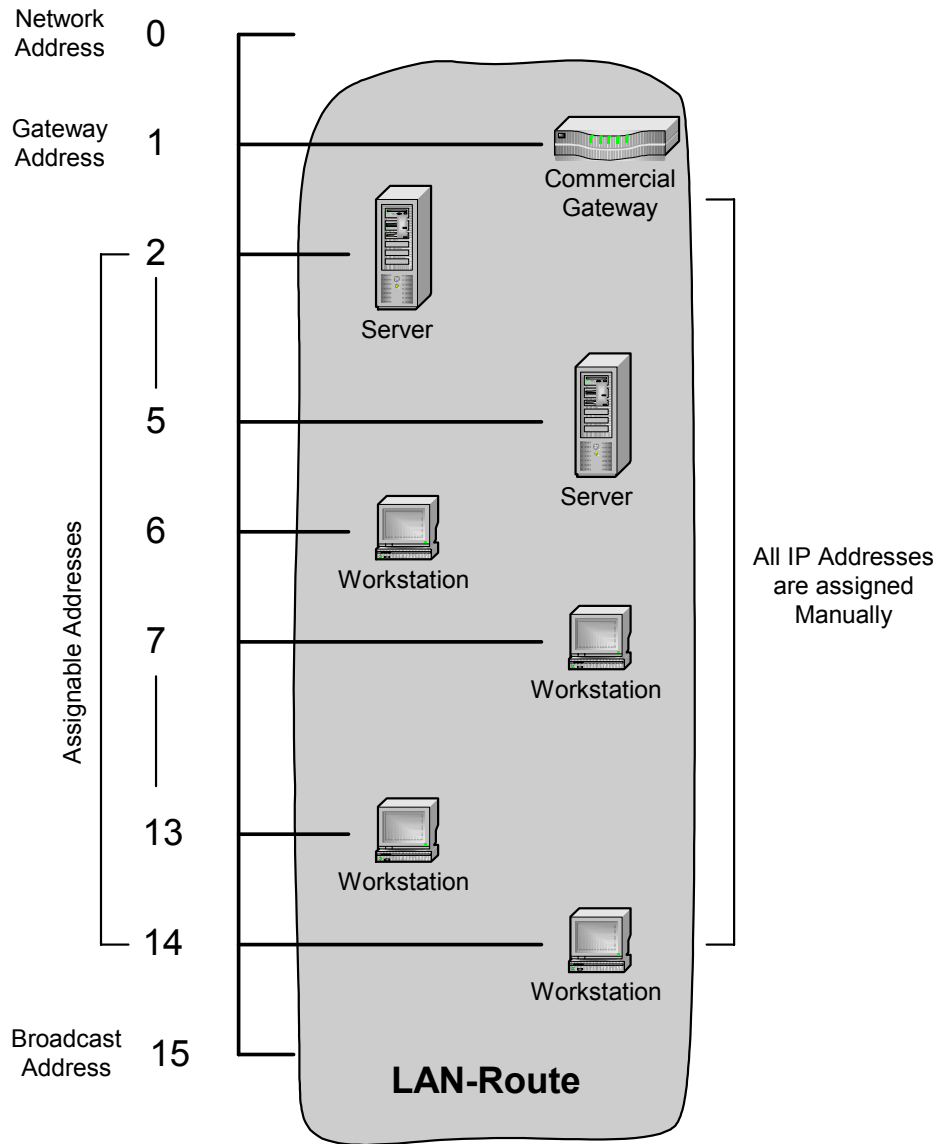 Network
Address
0
Gateway
Address
1
Commercial
Gateway
2
Server
5
Server
6
Workstation
All IP Addresses
are assigned
Manually
Assignable Addresses
7
Workstation
13
Workstation
14
Workstation
Broadcast
Address
15
LAN-Route